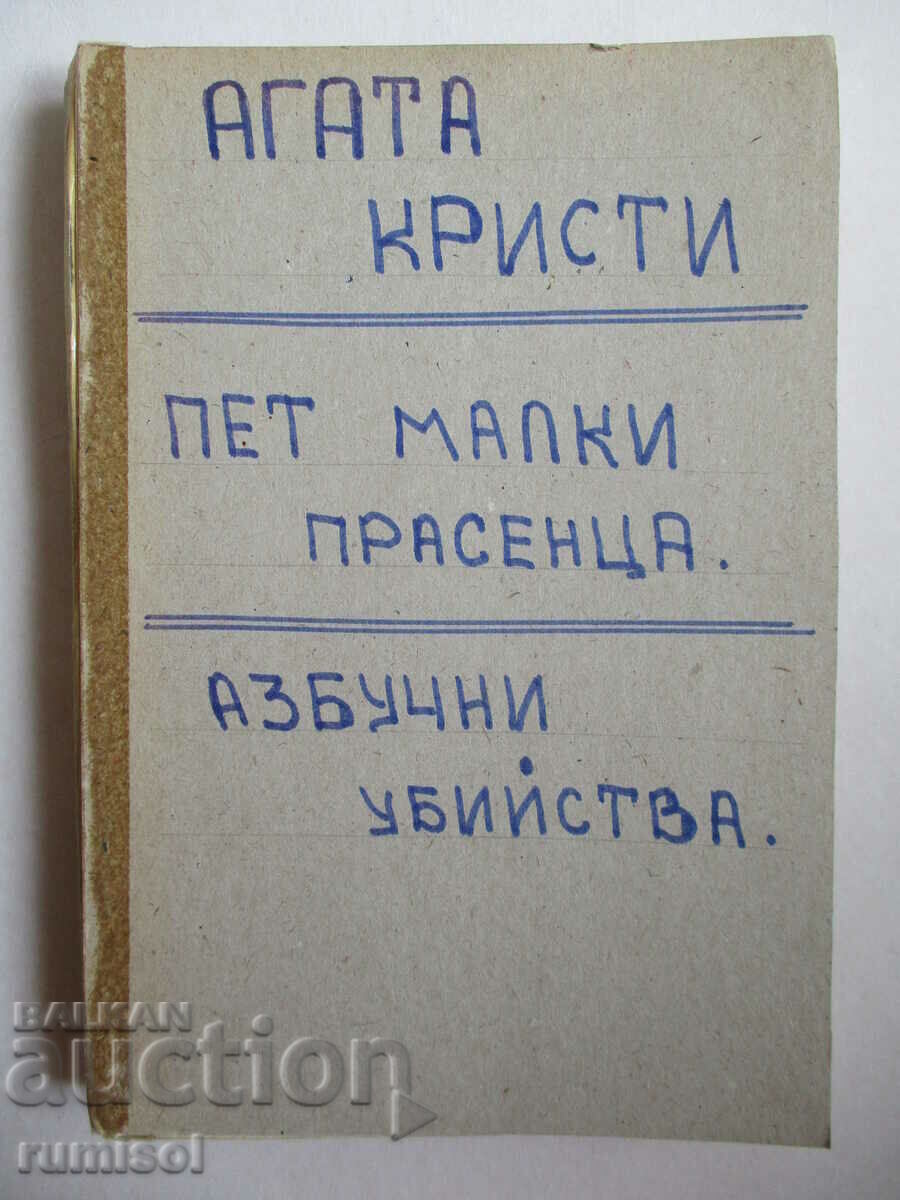 АГАТА
КРИСТИ
ПЕТ МАЛКИ
ПРАСЕНЦА.
АЗБУЧНИ
УБИЙСТВА.
BALKAN
auction
rumisol